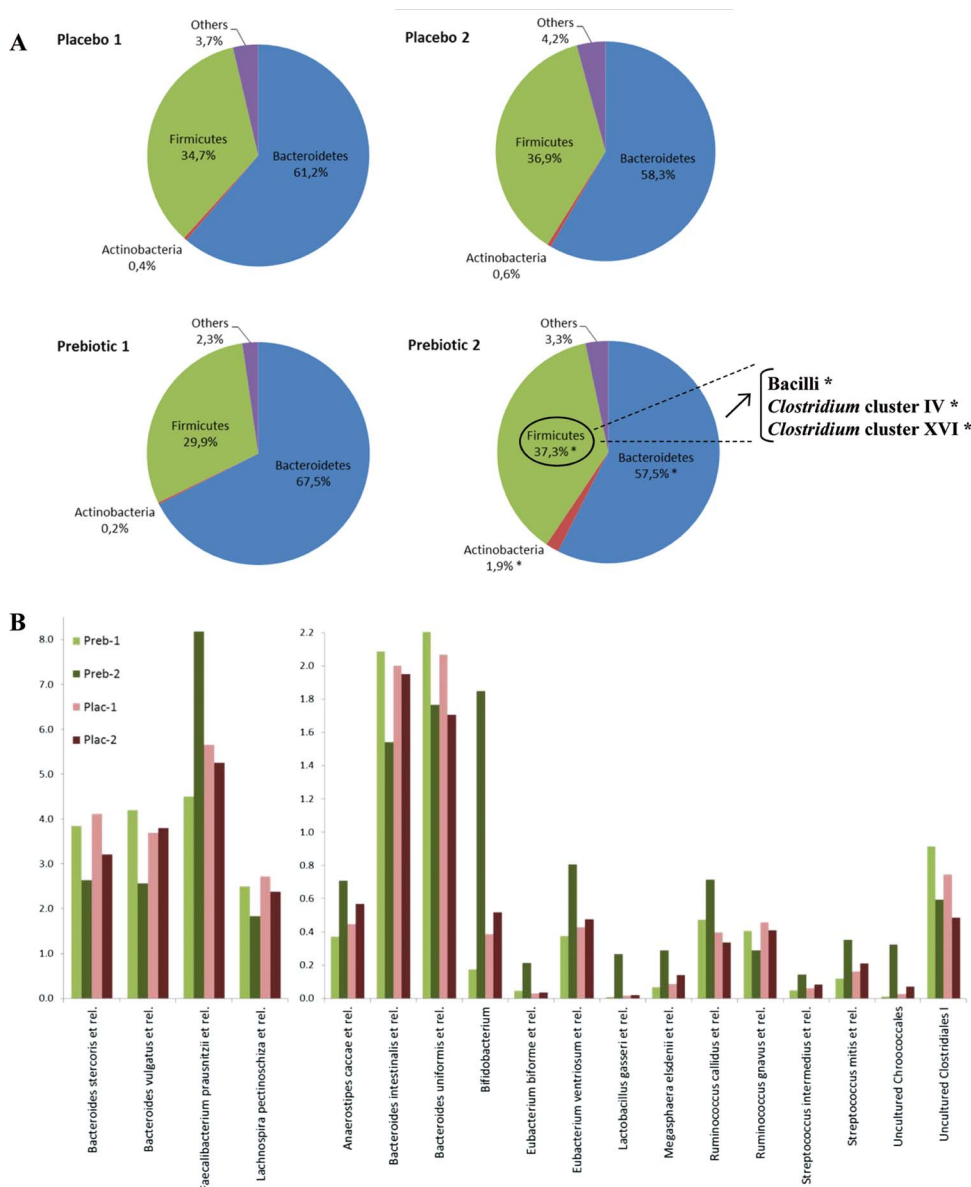 A
Placebo 1
Others
3,7%
Firmicutes
34,7%
Bacteroidetes
61,2%
Actinobacteria
0,4%
Placebo 2
Others
4,2%
Firmicutes
36,9%
Bacteroidetes
58,3%
Actinobacteria
0,6%
Prebiotic 1
Others
2,3%
Firmicutes
29,9%
Bacteroidetes
67,5%
Actinobacteria
0,2%
Prebiotic 2
Others
3,3%
Firmicutes
37,3% *
Bacteroidetes
57,5% *
Actinobacteria
1,9% *
Bacilli *
Clostridium cluster IV *
Clostridium cluster XVI *
B
8.0
7.0
6.0
5.0
4.0
3.0
2.0
1.0
0.0
Preb-1
Preb-2
Plac-1
Plac-2
Bacteroides stercoris et rel.
Bacteroides vulgatus et rel.
Faecalibacterium prausnitzii et rel.
Lachnospira pectinoschiza et rel.
2.2
2.0
1.8
1.6
1.4
1.2
1.0
0.8
0.6
0.4
0.2
0.0
Anaerostipes caccae et rel.
Bacteroides intestinalis et rel.
Bacteroides uniformis et rel.
Bifidobacterium
Eubacterium biforme et rel.
Eubacterium ventriosum et rel.
Lactobacillus gasseri et rel.
Megasphaera elsdenii et rel.
Ruminococcus callidus et rel.
Ruminococcus gnavus et rel.
Streptococcus intermedius et rel.
Streptococcus mitis et rel.
Uncultured Chroococcales
Uncultured Clostridiales I